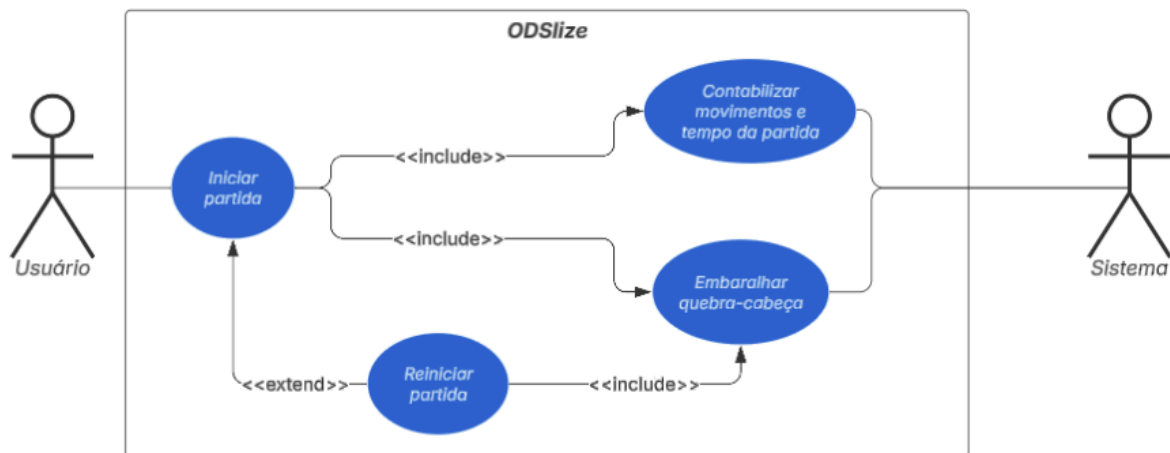 ODSlize
Contabilizar
movimentos e
tempo da partida
<<include>>
Iniciar
partida
<<include>>
Usuário
Sistema
Embaralhar
quebra-cabeça
<<extend>>
Reiniciar
partida
<<include>>